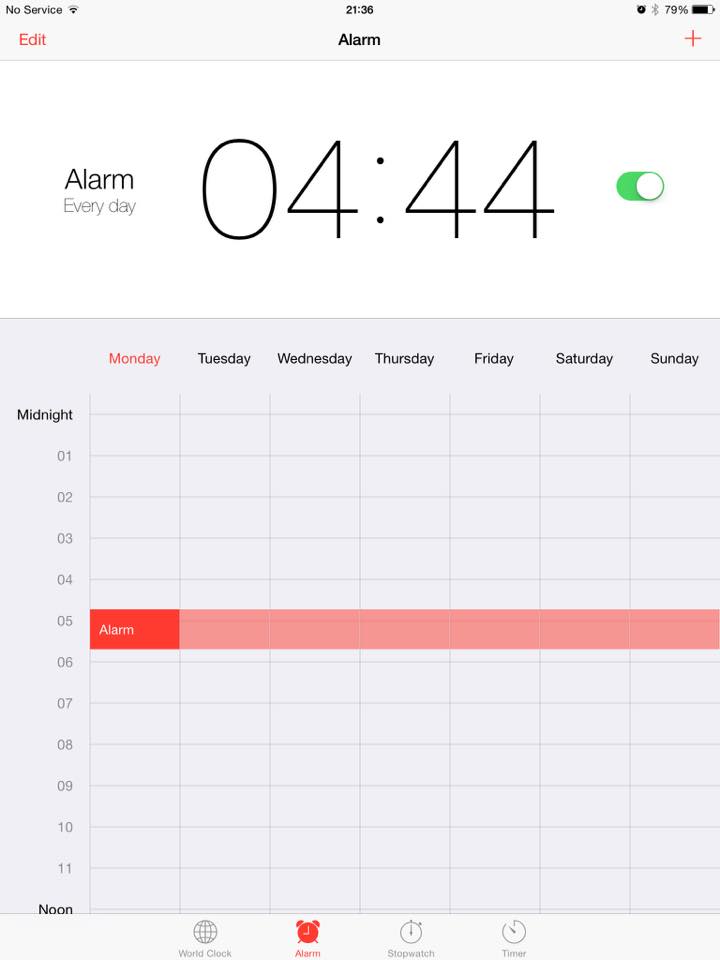 No Service 21:36 79%
Edit Alarm +
Alarm 04:44
Every day
Monday Tuesday Wednesday Thursday Friday Saturday Sunday
Midnight
01
02
03
04
05
Alarm
06
07
08
09
10
11
Noon
World Clock Alarm Stopwatch Timer